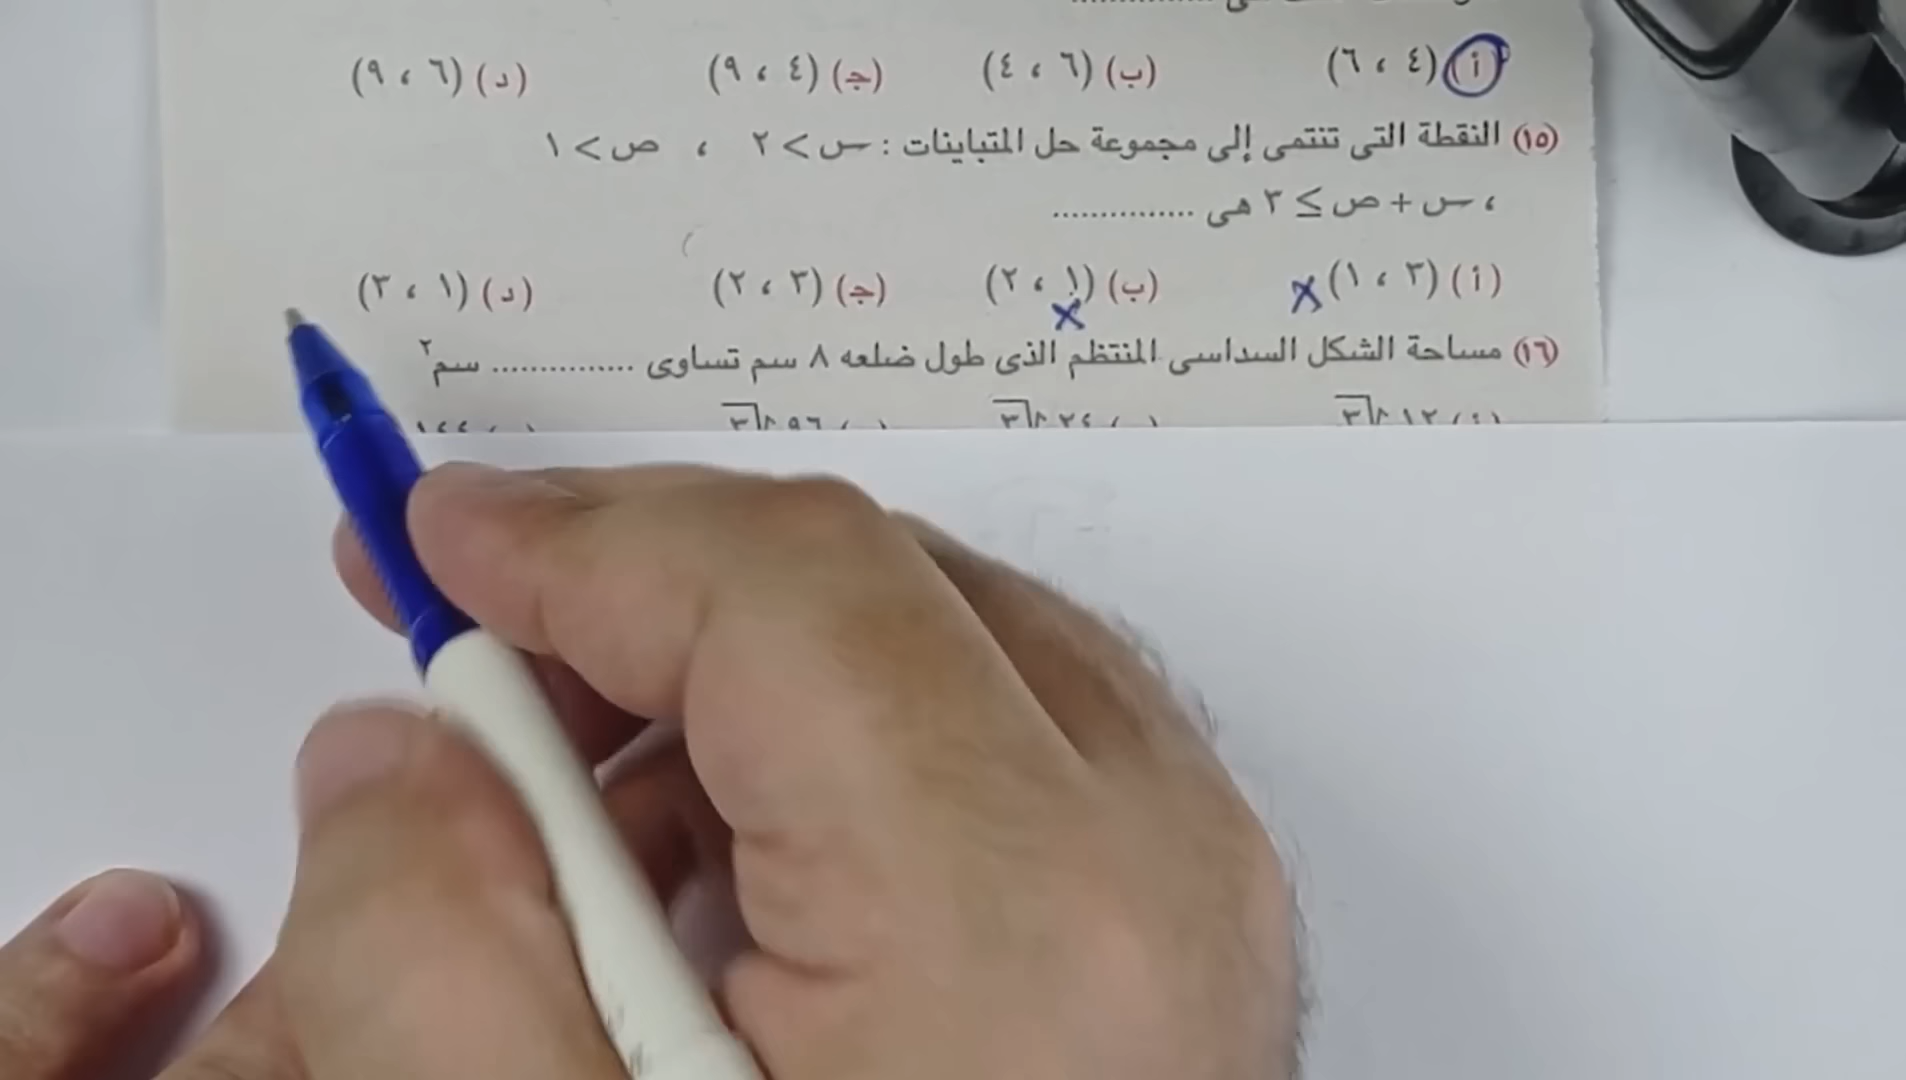 (أ) (٤ ، ٦) (ب) (٦ ، ٤) (جـ) (٤ ، ٩) (د) (٦ ، ٩)
(١٥) النقطة التى تنتمى إلى مجموعة حل المتباينات : س > ٢ ، ص > ١
، س + ص ≥ ٣ هى ...............
(أ) (٣ ، ١) x (ب) (١ ، ٢) x (جـ) (٣ ، ٢) (د) (١ ، ٣)
(١٦) مساحة الشكل السداسى المنتظم الذى طول ضلعه ٨ سم تساوى ............... سم٢